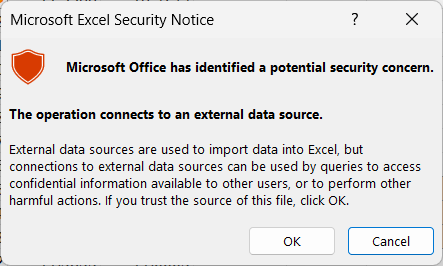 Microsoft Excel Security Notice
?
Microsoft Office has identified a potential security concern.
The operation connects to an external data source.
External data sources are used to import data into Excel, but
connections to external data sources can be used by queries to access
confidential information available to other users, or to perform other
harmful actions. If you trust the source of this file, click OK.
OK
Cancel